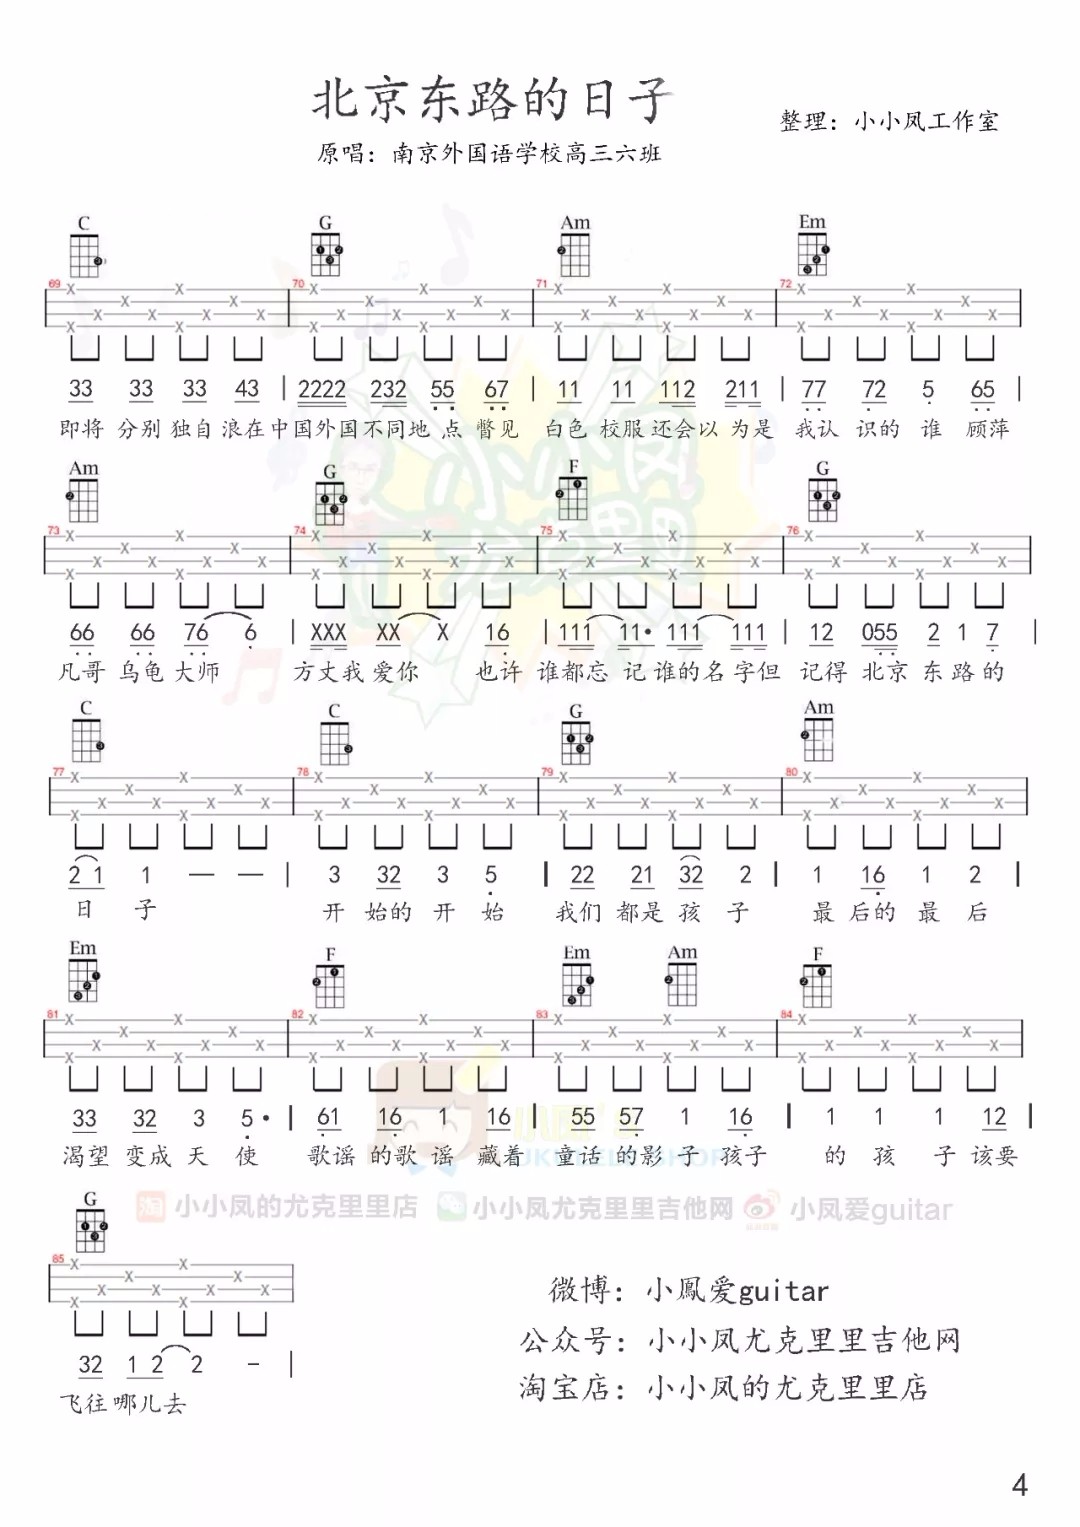 北京东路的日子
整理：小小凤工作室
原唱：南京外国语学校高三六班
C G Am Em
69 70 71 72
33 33 33 43 | 2222 232 55 67 | 11 11 112 211 | 77 72 5 65 |
即将 分别 独自 浪在 中国外国 不同地 点 瞥见 白色 校服 还会以 为是 我认 识的 谁 顾萍
Am G F G
73 74 75 76
66 66 76 6 | XXX XX X 16 | 111 11· 111 111 | 12 055 2 1 7 |
凡哥 乌龟 大师 方丈我 爱你 也许 谁都忘 记 谁的名 字但 记得 北京 东 路 的
C C G Am
77 78 79 80
2 1 1 — — | 3 32 3 5 | 22 21 32 2 | 1 16 1 2 |
日 子 开 始的 开 始 我们 都是 孩 子 最 后的 最 后
Em F Em Am F
81 82 83 84
33 32 3 5· | 61 16 1 16 | 55 57 1 16 | 1 1 1 12 |
渴望 变成 天 使 歌谣 的歌 谣 藏着 童话 的影 子 孩子 的 孩 子 该要
小凤's
UKULELE SHOP
淘 小小凤的尤克里里店 小小凤尤克里里吉他网 小凤爱guitar
G
85
32 1 2 2 - |
飞往 哪儿 去
微博：小鳳爱guitar
公众号：小小凤尤克里里吉他网
淘宝店：小小凤的尤克里里店
4